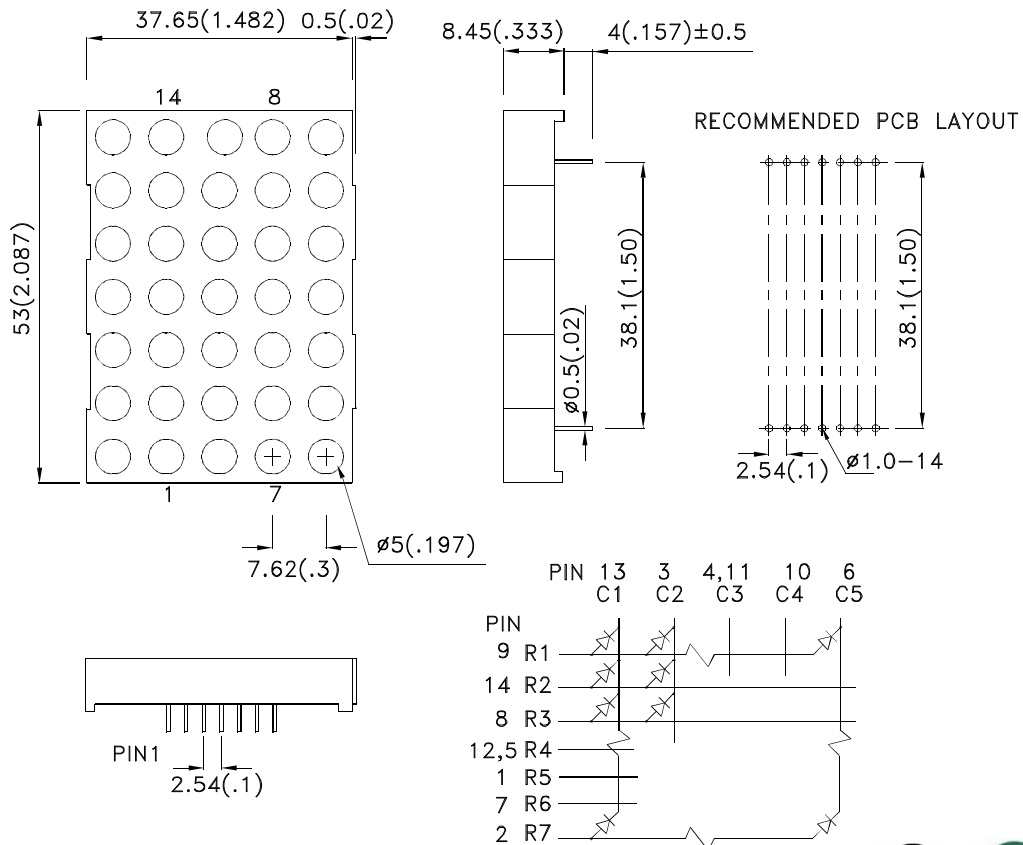 37.65(1.482) 0.5(.02)
8.45(.333) 4(.157)±0.5
14 8
RECOMMENDED PCB LAYOUT
53(2.087)
38.1(1.50)
38.1(1.50)
ø0.5(.02)
2.54(.1) ø1.0-14
1 7
7.62(.3) ø5(.197)
PIN 13 3 4,11 10 6
C1 C2 C3 C4 C5
PIN
9 R1
14 R2
8 R3
12,5 R4
1 R5
7 R6
2 R7
PIN1
2.54(.1)